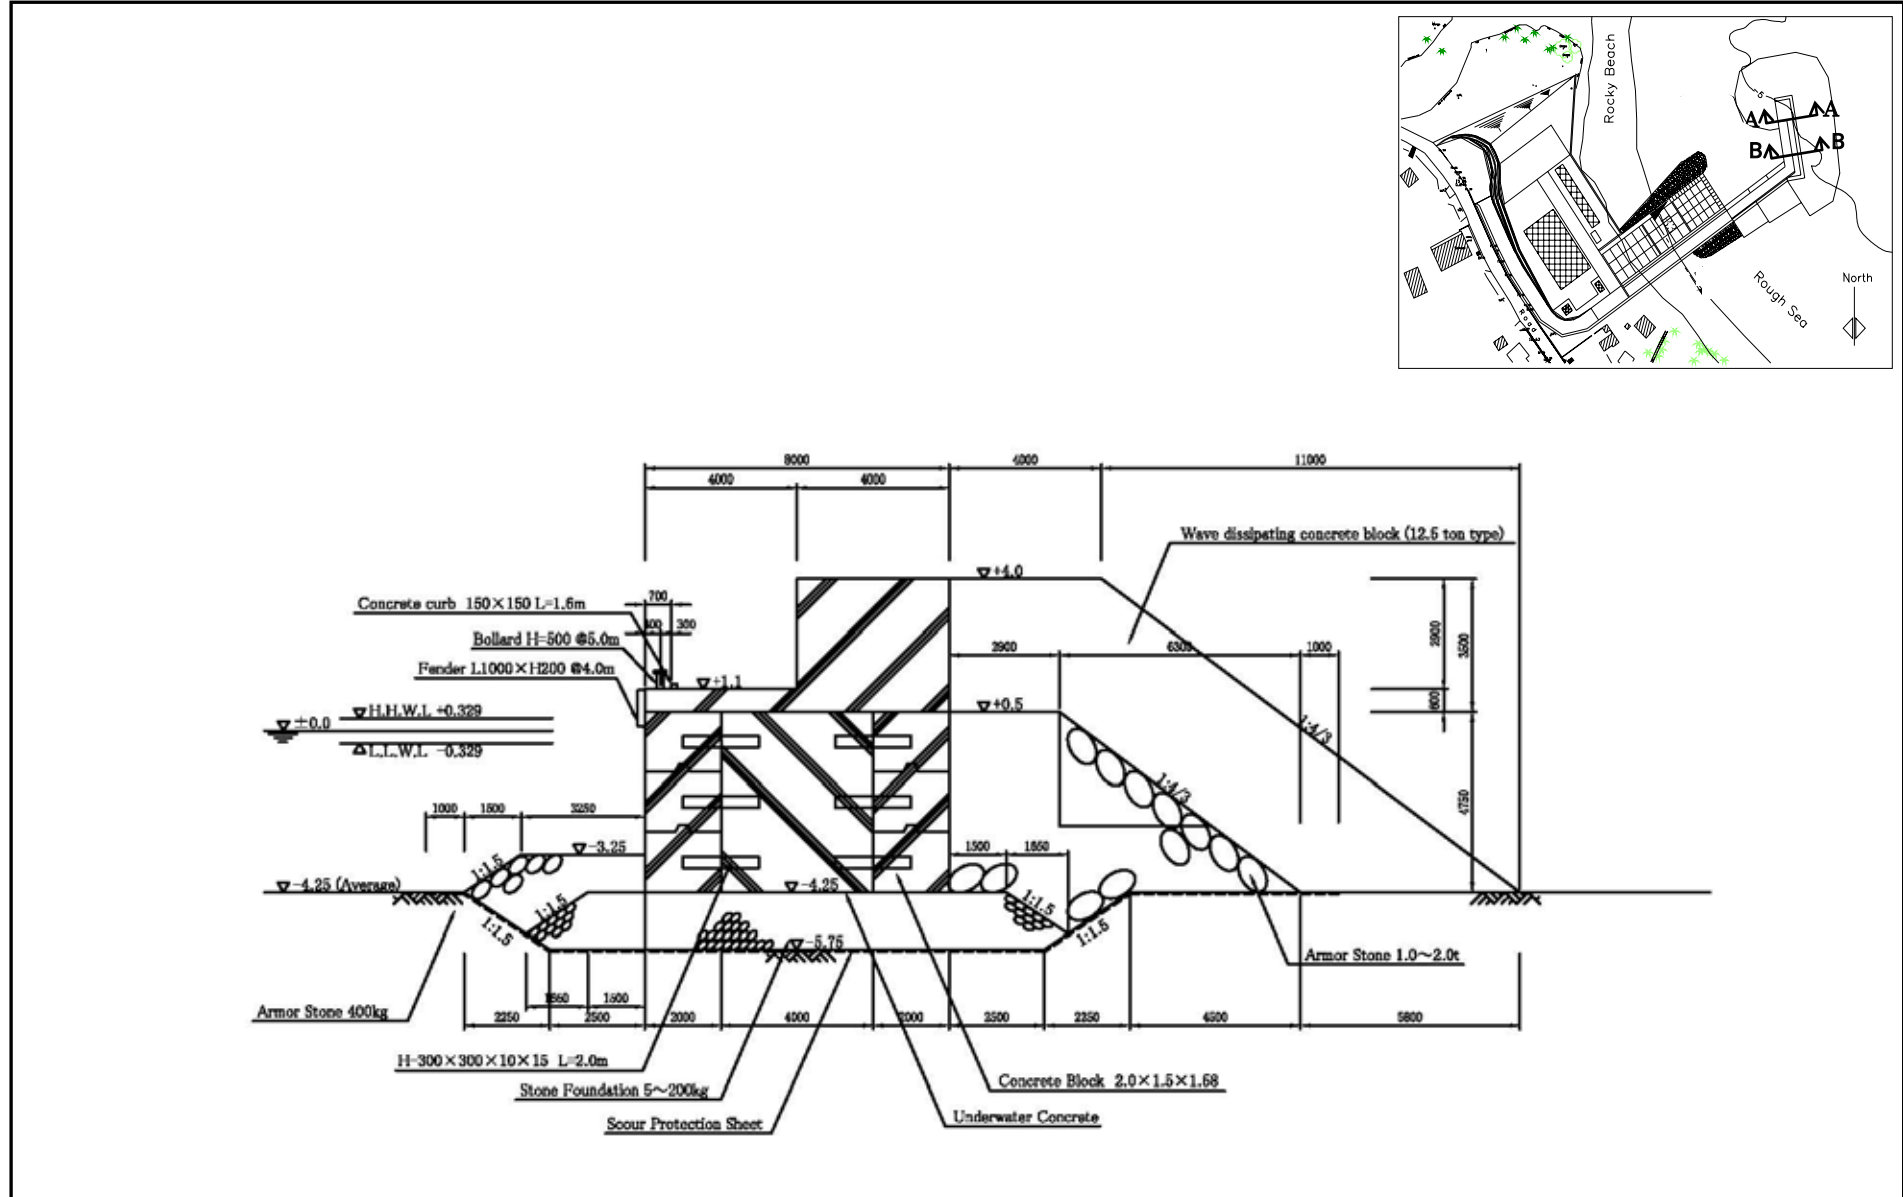 Rocky Beach
-5
A A
B B
Rough Sea
North
Road
8000 4000 11000
4000 4000
Wave dissipating concrete block (12.5 ton type)
+4.0
Concrete curb 150×150 L=1.6m
700
300
Bollard H=500 @5.0m
2900 6300 1000
2900 3500
Fender L1000×H200 @4.0m
+1.1
600
H.H.W.L +0.329
+0.5
±0.0
1:4/3
L.L.W.L -0.329
1:4/3
4750
1000 1500 3250
-3.25
1500 1550
1:1.5
-4.25 (Average)
-4.25
1:1.5
1:1.5
1:1.5
1:1.5
-5.75
Armor Stone 1.0~2.0t
1500
Armor Stone 400kg
2250 2500 2000 4000 2000 2500 2250 4500 5800
H-300×300×10×15 L=2.0m
Concrete Block 2.0×1.5×1.58
Stone Foundation 5~200kg
Underwater Concrete
Scour Protection Sheet